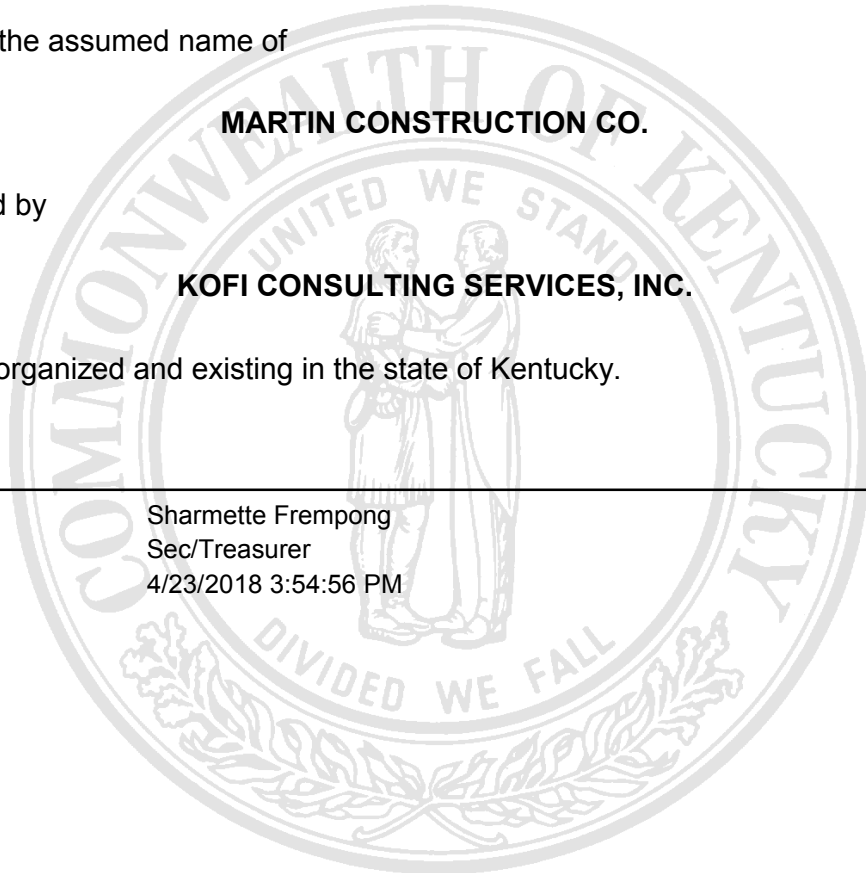 the assumed name of
MARTIN CONSTRUCTION CO.
d by
KOFI CONSULTING SERVICES, INC.
organized and existing in the state of Kentucky.
Sharmette Frempong
Sec/Treasurer
4/23/2018 3:54:56 PM
COMMONWEALTH OF KENTUCKY
UNITED WE STAND
DIVIDED WE FALL